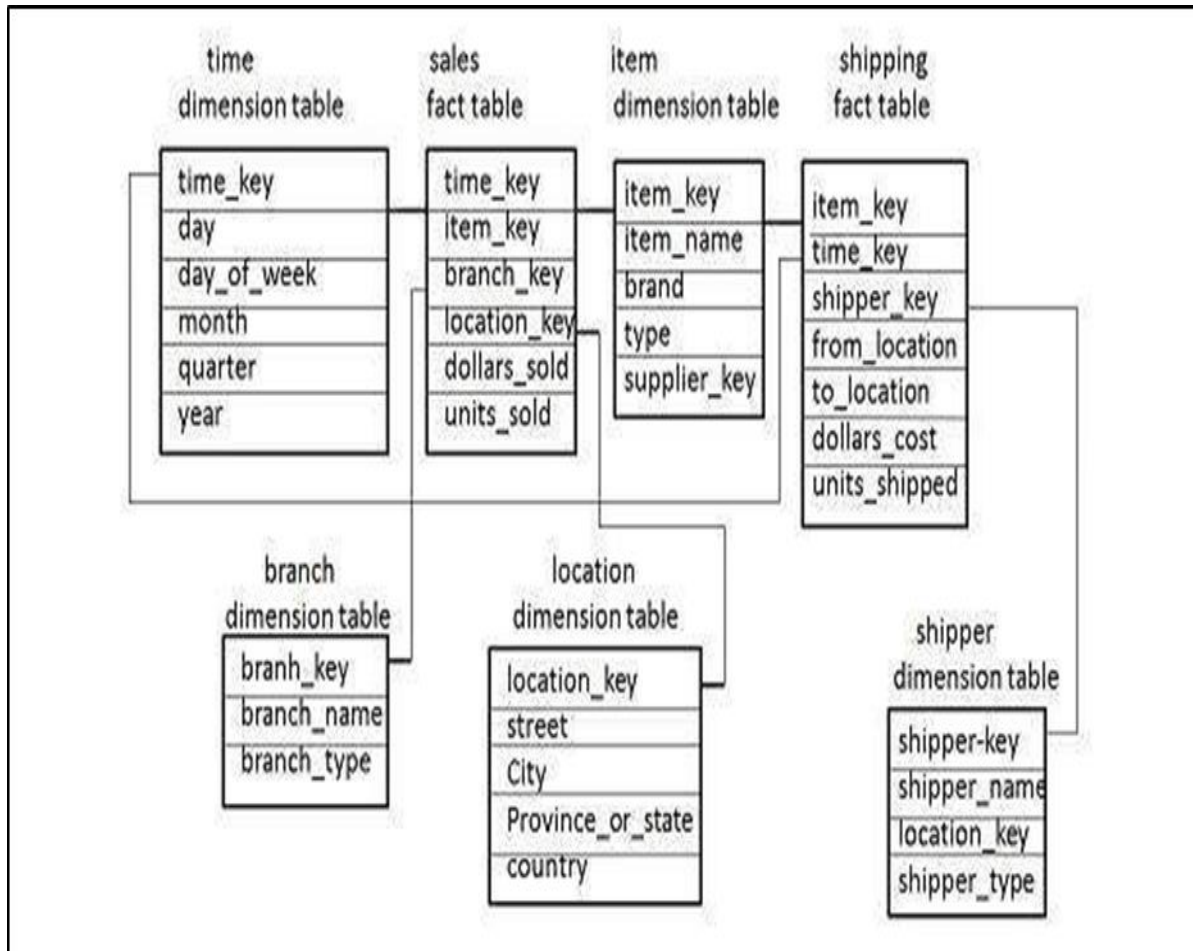 time
dimension table
time_key
day
day_of_week
month
quarter
year
sales
fact table
time_key
item_key
branch_key
location_key
dollars_sold
units_sold
item
dimension table
item_key
item_name
brand
type
supplier_key
shipping
fact table
item_key
time_key
shipper_key
from_location
to_location
dollars_cost
units_shipped
branch
dimension table
branh_key
branch_name
branch_type
location
dimension table
location_key
street
City
Province_or_state
country
shipper
dimension table
shipper-key
shipper_name
location_key
shipper_type